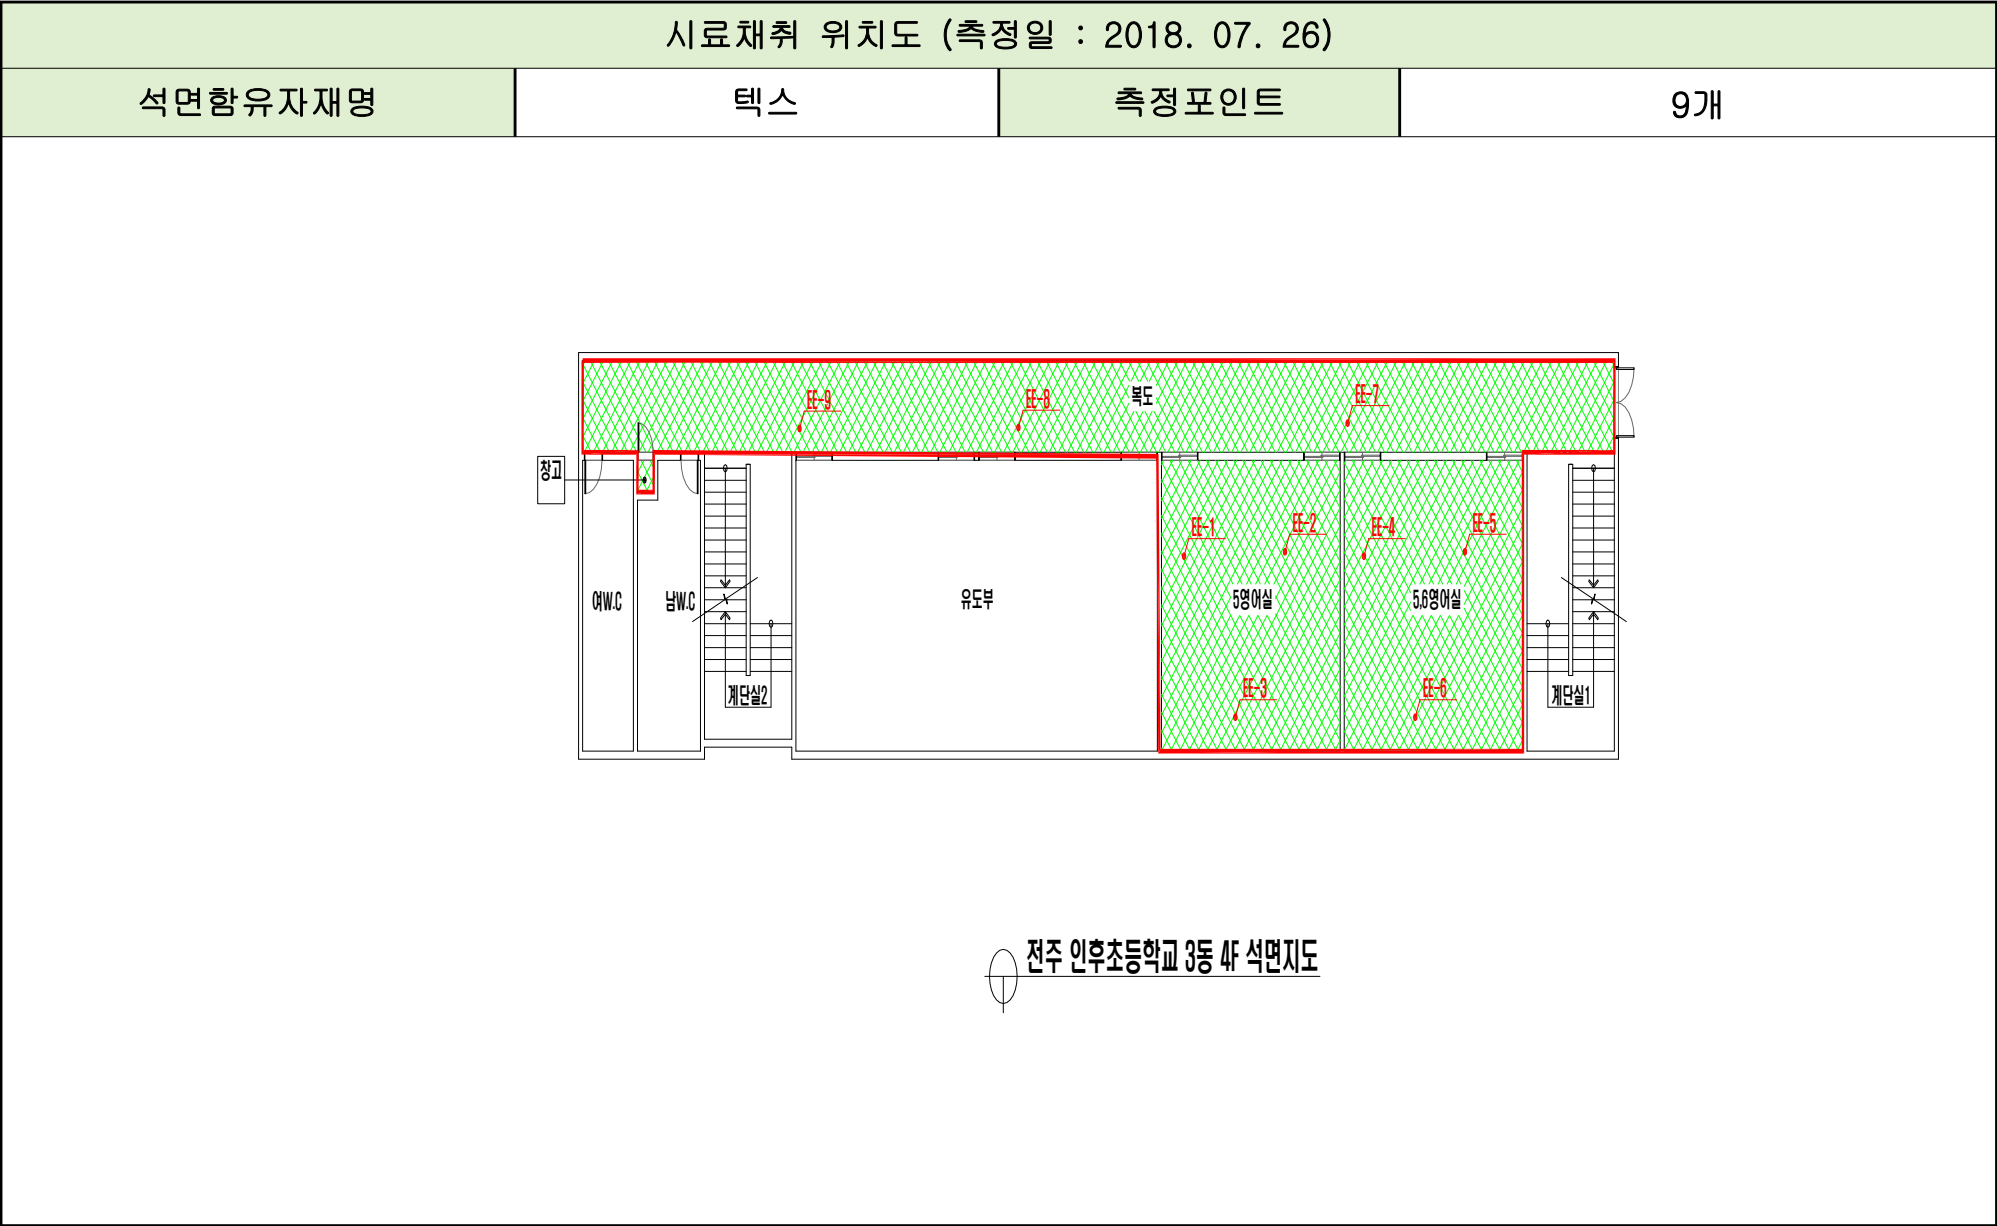 시료채취 위치도 (측정일 : 2018. 07. 26)
석면함유자재명 텍스 측정포인트 9개
EE-9 EE-8 복도 EE-7
창고
EE-1 EE-2 EE-4 EE-5
여W.C 남W.C 유도부 5영어실 5,6영어실
EE-3 EE-6
계단실2 계단실1
전주 인후초등학교 3동 4F 석면지도